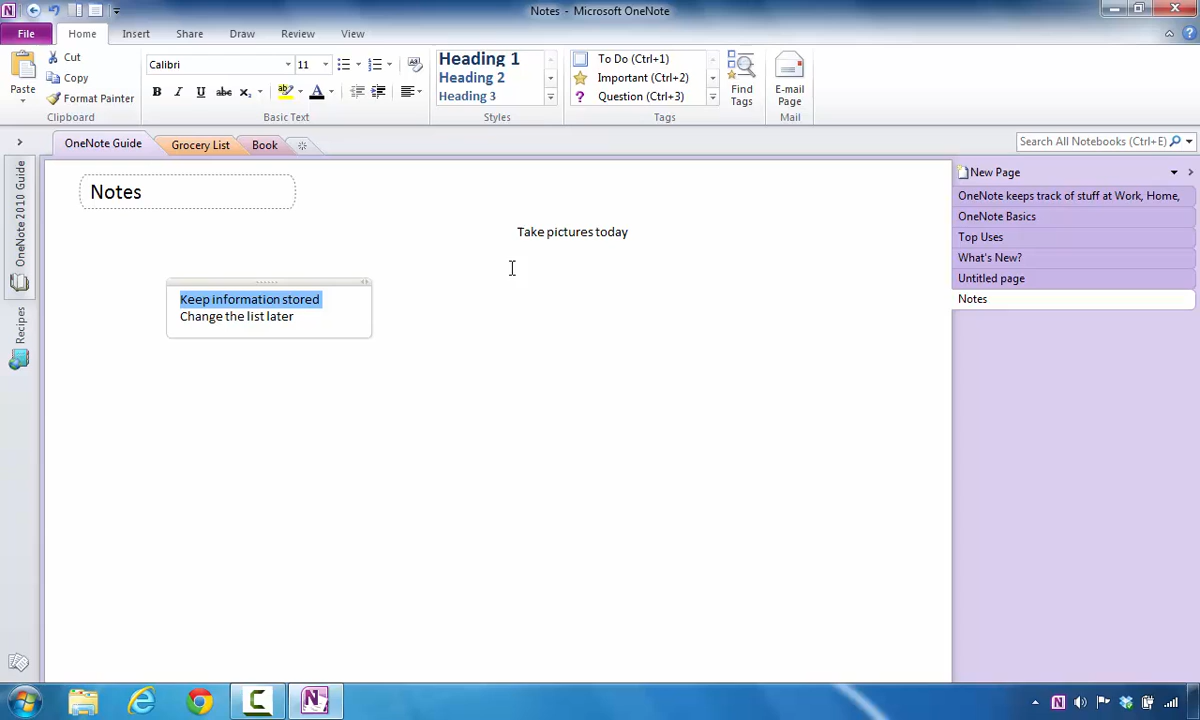 Notes - Microsoft OneNote
File Home Insert Share Draw Review View
Paste
Cut
Copy
Format Painter
Clipboard
Calibri 11
B I U abc x₂ ab A
Basic Text
Heading 1
Heading 2
Heading 3
Styles
To Do (Ctrl+1)
Important (Ctrl+2)
Question (Ctrl+3)
Tags
Find
Tags
E-mail
Page
Mail
OneNote Guide Grocery List Book
Search All Notebooks (Ctrl+E)
OneNote 2010 Guide
Recipes
Notes
Take pictures today
Keep information stored
Change the list later
New Page
OneNote keeps track of stuff at Work, Home,
OneNote Basics
Top Uses
What's New?
Untitled page
Notes